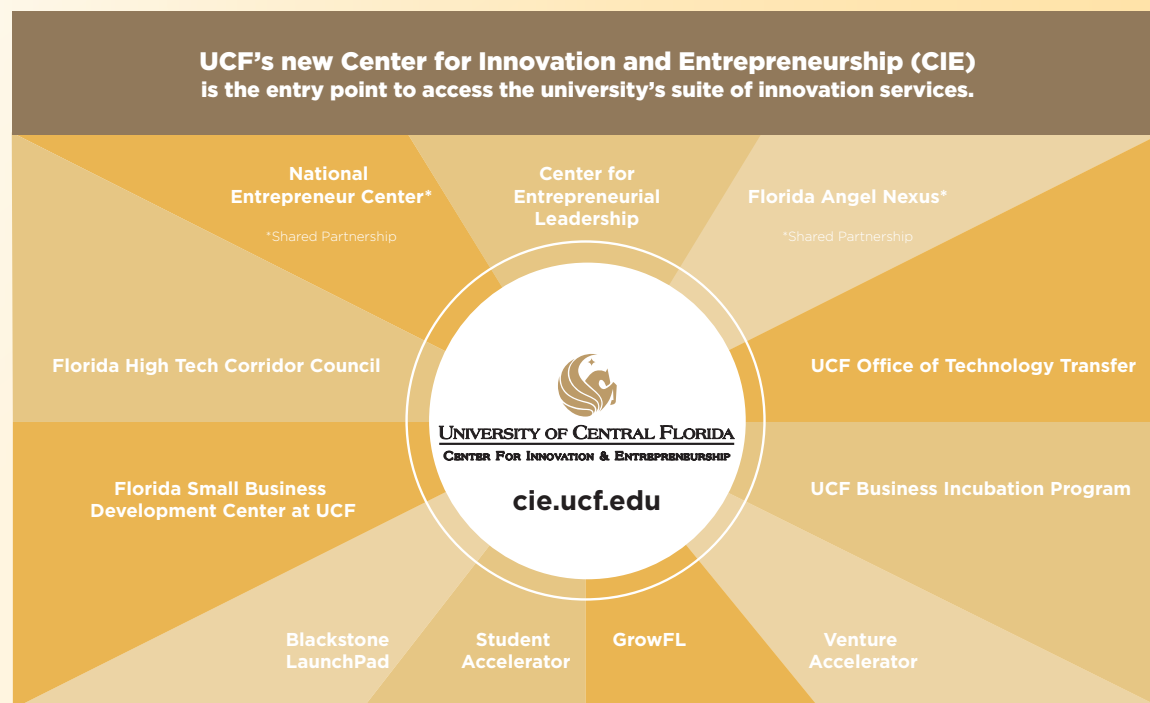 UCF’s new Center for Innovation and Entrepreneurship (CIE)
is the entry point to access the university’s suite of innovation services.
National
Entrepreneur Center*
*Shared Partnership
Center for
Entrepreneurial
Leadership
Florida Angel Nexus*
*Shared Partnership
Florida High Tech Corridor Council
UCF Office of Technology Transfer
University of Central Florida
Center For Innovation & Entrepreneurship
cie.ucf.edu
Florida Small Business
Development Center at UCF
UCF Business Incubation Program
Blackstone
LaunchPad
Student
Accelerator
GrowFL
Venture
Accelerator